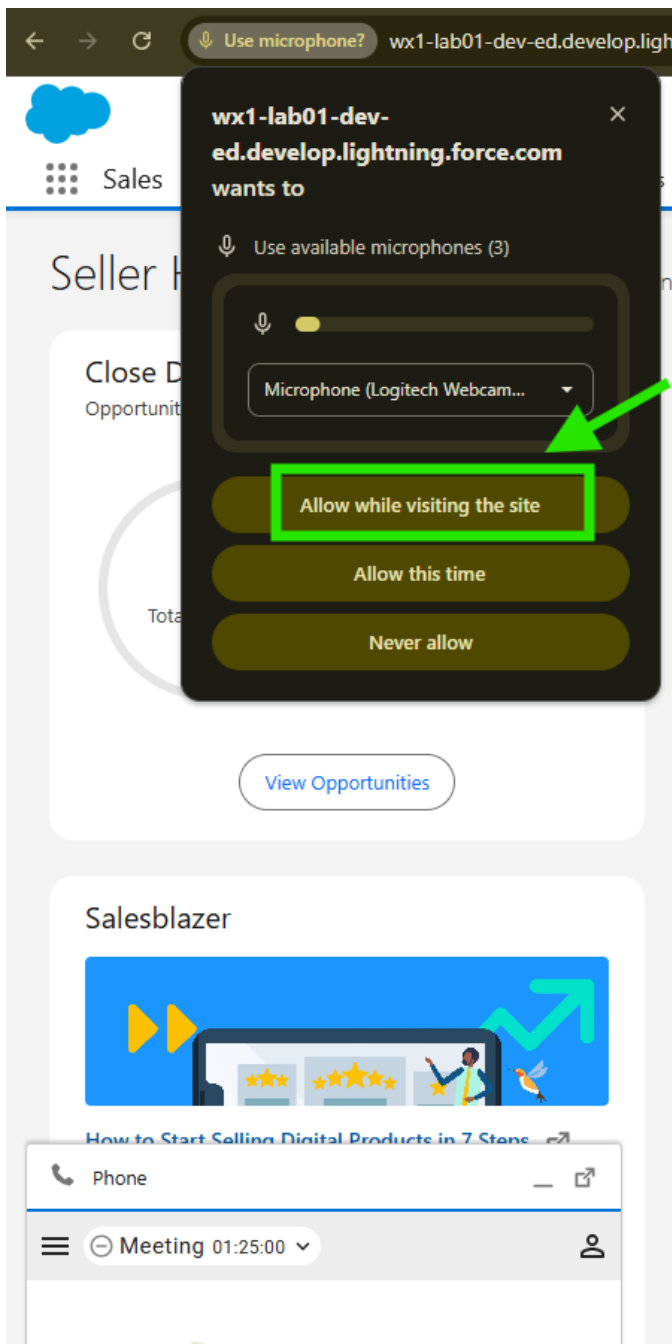 Use microphone?
wx1-lab01-dev-ed.develop.ligh
wx1-lab01-dev-
ed.develop.lightning.force.com
wants to
Sales
Use available microphones (3)
Seller
Microphone (Logitech Webcam...
Close D
Opportunit
Allow while visiting the site
Allow this time
Tota
Never allow
View Opportunities
Salesblazer
How to Start Selling Digital Products in 7 Steps
Phone
Meeting 01:25:00